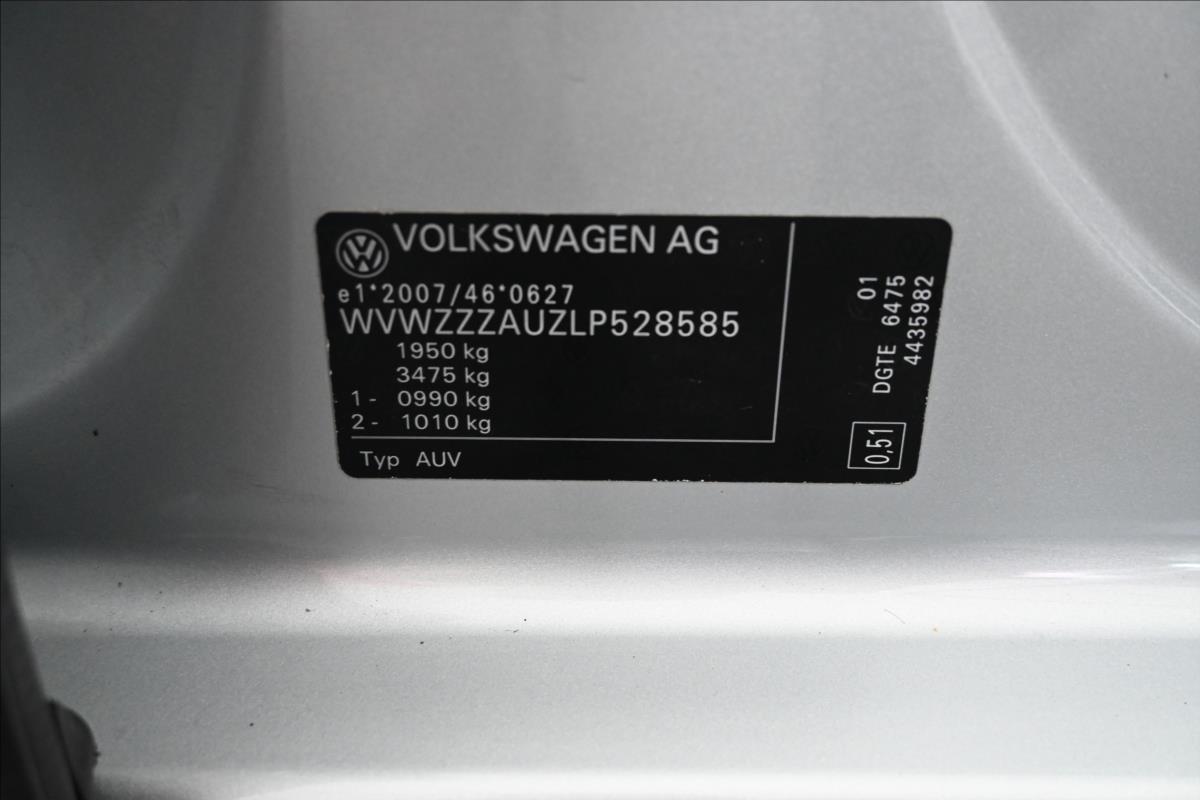 VOLKSWAGEN AG
e1*2007/46*0627
WVWZZZAUZLP528585
1950 kg
3475 kg
1- 0990 kg
2- 1010 kg
Typ AUV
01
DGTE 6475
4435982
0,51